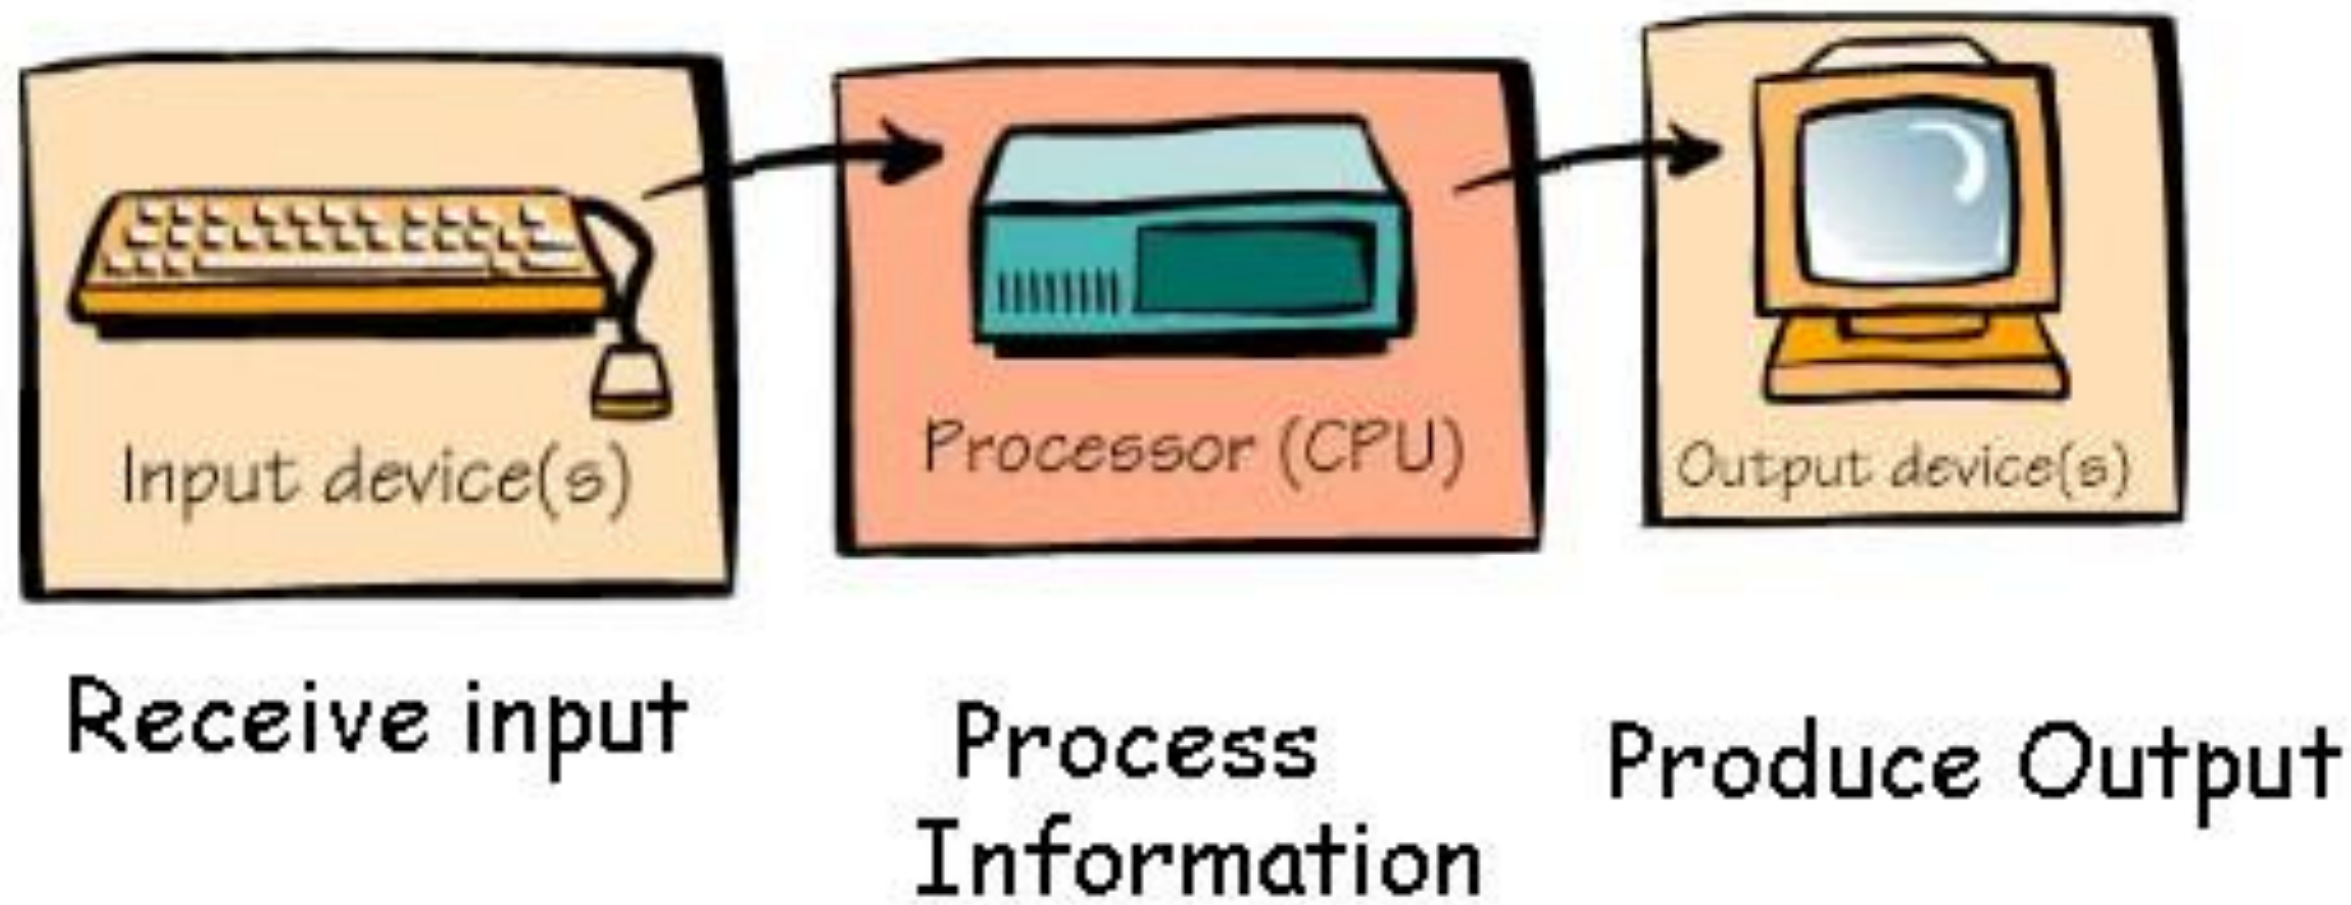 Input device(s)
Processor (CPU)
Output device(s)
Receive input
Process
Information
Produce Output